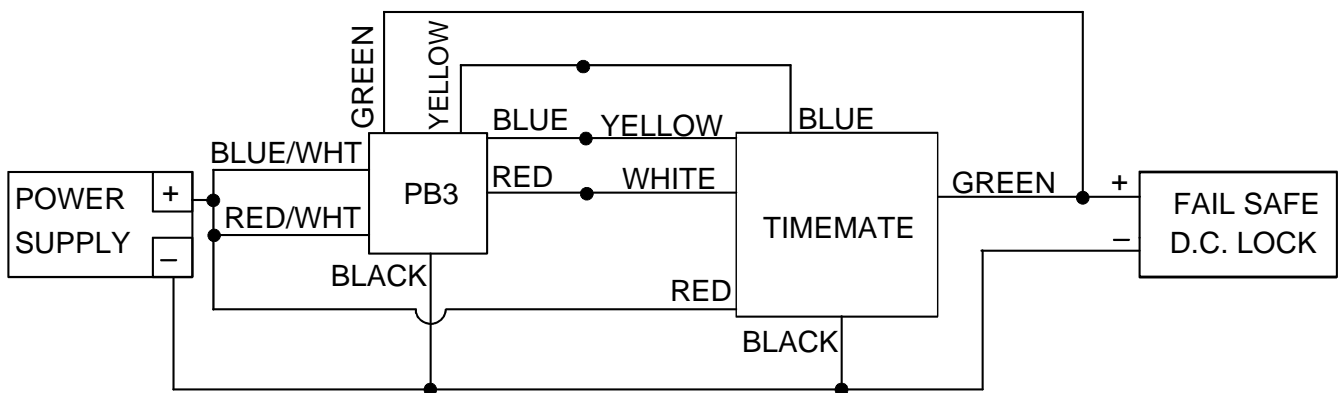 GREEN
YELLOW
BLUE
YELLOW
BLUE
BLUE/WHT
PB3
RED
WHITE
GREEN
+
POWER
SUPPLY
+
−
RED/WHT
TIMEMATE
FAIL SAFE
D.C. LOCK
−
BLACK
RED
BLACK